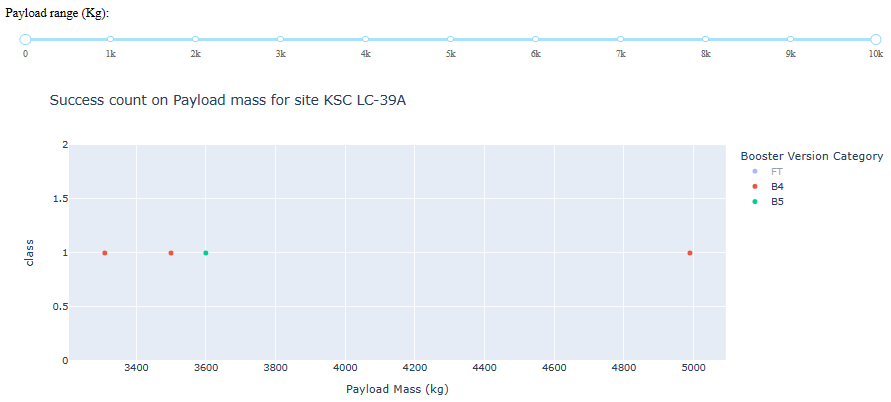 Payload range (Kg):
0 1k 2k 3k 4k 5k 6k 7k 8k 9k 10k
Success count on Payload mass for site KSC LC-39A
Booster Version Category
FT
B4
B5
2
1.5
1
0.5
0
class
3400 3600 3800 4000 4200 4400 4600 4800 5000
Payload Mass (kg)